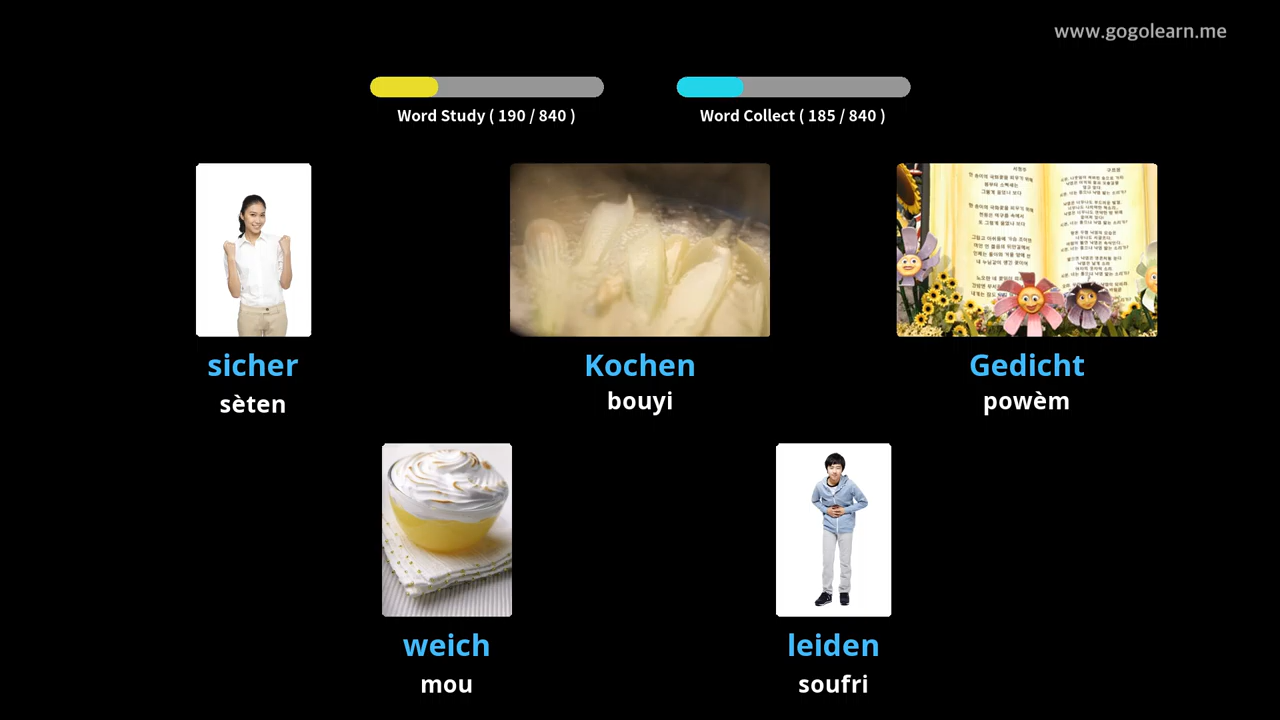 www.gogolearn.me
Word Study ( 190 / 840 )
Word Collect ( 185 / 840 )
sicher
sèten
Kochen
bouyi
Gedicht
powèm
weich
mou
leiden
soufri